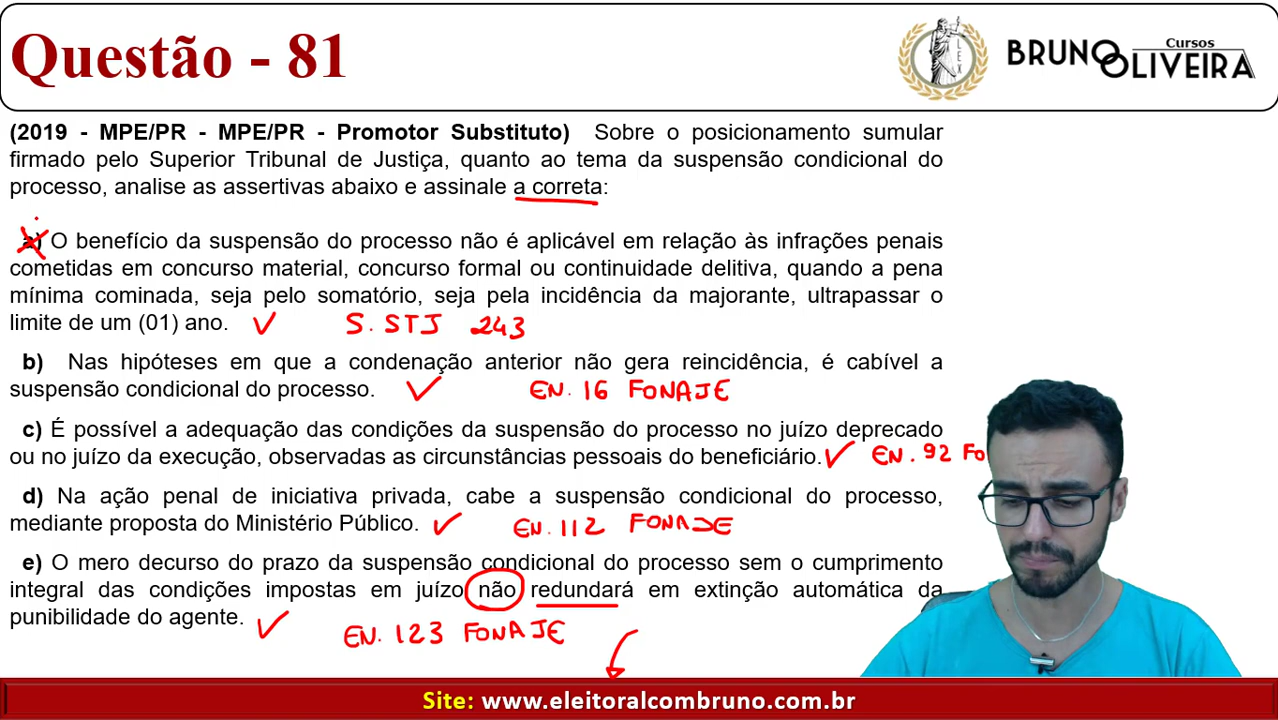 Questão - 81
LEX
Cursos
BRUNO OLIVEIRA
(2019 - MPE/PR - MPE/PR - Promotor Substituto) Sobre o posicionamento sumular
firmado pelo Superior Tribunal de Justiça, quanto ao tema da suspensão condicional do
processo, analise as assertivas abaixo e assinale a correta:
a) O benefício da suspensão do processo não é aplicável em relação às infrações penais
cometidas em concurso material, concurso formal ou continuidade delitiva, quando a pena
mínima cominada, seja pelo somatório, seja pela incidência da majorante, ultrapassar o
limite de um (01) ano. ✓ S. STJ 243
b) Nas hipóteses em que a condenação anterior não gera reincidência, é cabível a
suspensão condicional do processo. ✓ EN. 16 FONAJE
c) É possível a adequação das condições da suspensão do processo no juízo deprecado
ou no juízo da execução, observadas as circunstâncias pessoais do beneficiário. ✓ EN. 92 FO
d) Na ação penal de iniciativa privada, cabe a suspensão condicional do processo,
mediante proposta do Ministério Público. ✓ EN. 112 FONAJE
e) O mero decurso do prazo da suspensão condicional do processo sem o cumprimento
integral das condições impostas em juízo não redundará em extinção automática da
punibilidade do agente. ✓ EN. 123 FONAJE
Site: www.eleitoralcombruno.com.br